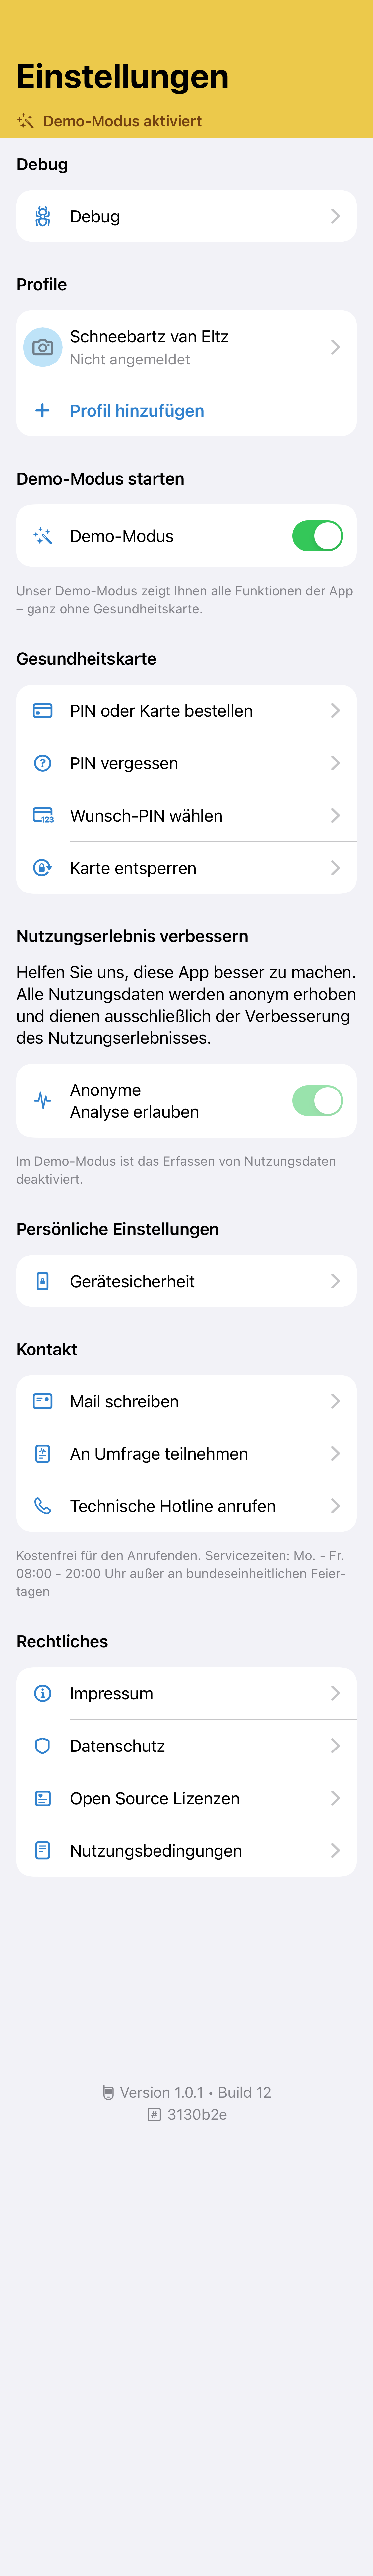 Einstellungen
Demo-Modus aktiviert
Debug
Debug
Profile
Schneebartz van Eltz
Nicht angemeldet
Profil hinzufügen
Demo-Modus starten
Demo-Modus
Unser Demo-Modus zeigt Ihnen alle Funktionen der App
– ganz ohne Gesundheitskarte.
Gesundheitskarte
PIN oder Karte bestellen
PIN vergessen
123
Wunsch-PIN wählen
Karte entsperren
Nutzungserlebnis verbessern
Helfen Sie uns, diese App besser zu machen.
Alle Nutzungsdaten werden anonym erhoben
und dienen ausschließlich der Verbesserung
des Nutzungserlebnisses.
Anonyme
Analyse erlauben
Im Demo-Modus ist das Erfassen von Nutzungsdaten
deaktiviert.
Persönliche Einstellungen
Gerätesicherheit
Kontakt
Mail schreiben
An Umfrage teilnehmen
Technische Hotline anrufen
Kostenfrei für den Anrufenden. Servicezeiten: Mo. - Fr.
08:00 - 20:00 Uhr außer an bundeseinheitlichen Feier-
tagen
Rechtliches
Impressum
Datenschutz
Open Source Lizenzen
Nutzungsbedingungen
Version 1.0.1 • Build 12
# 3130b2e